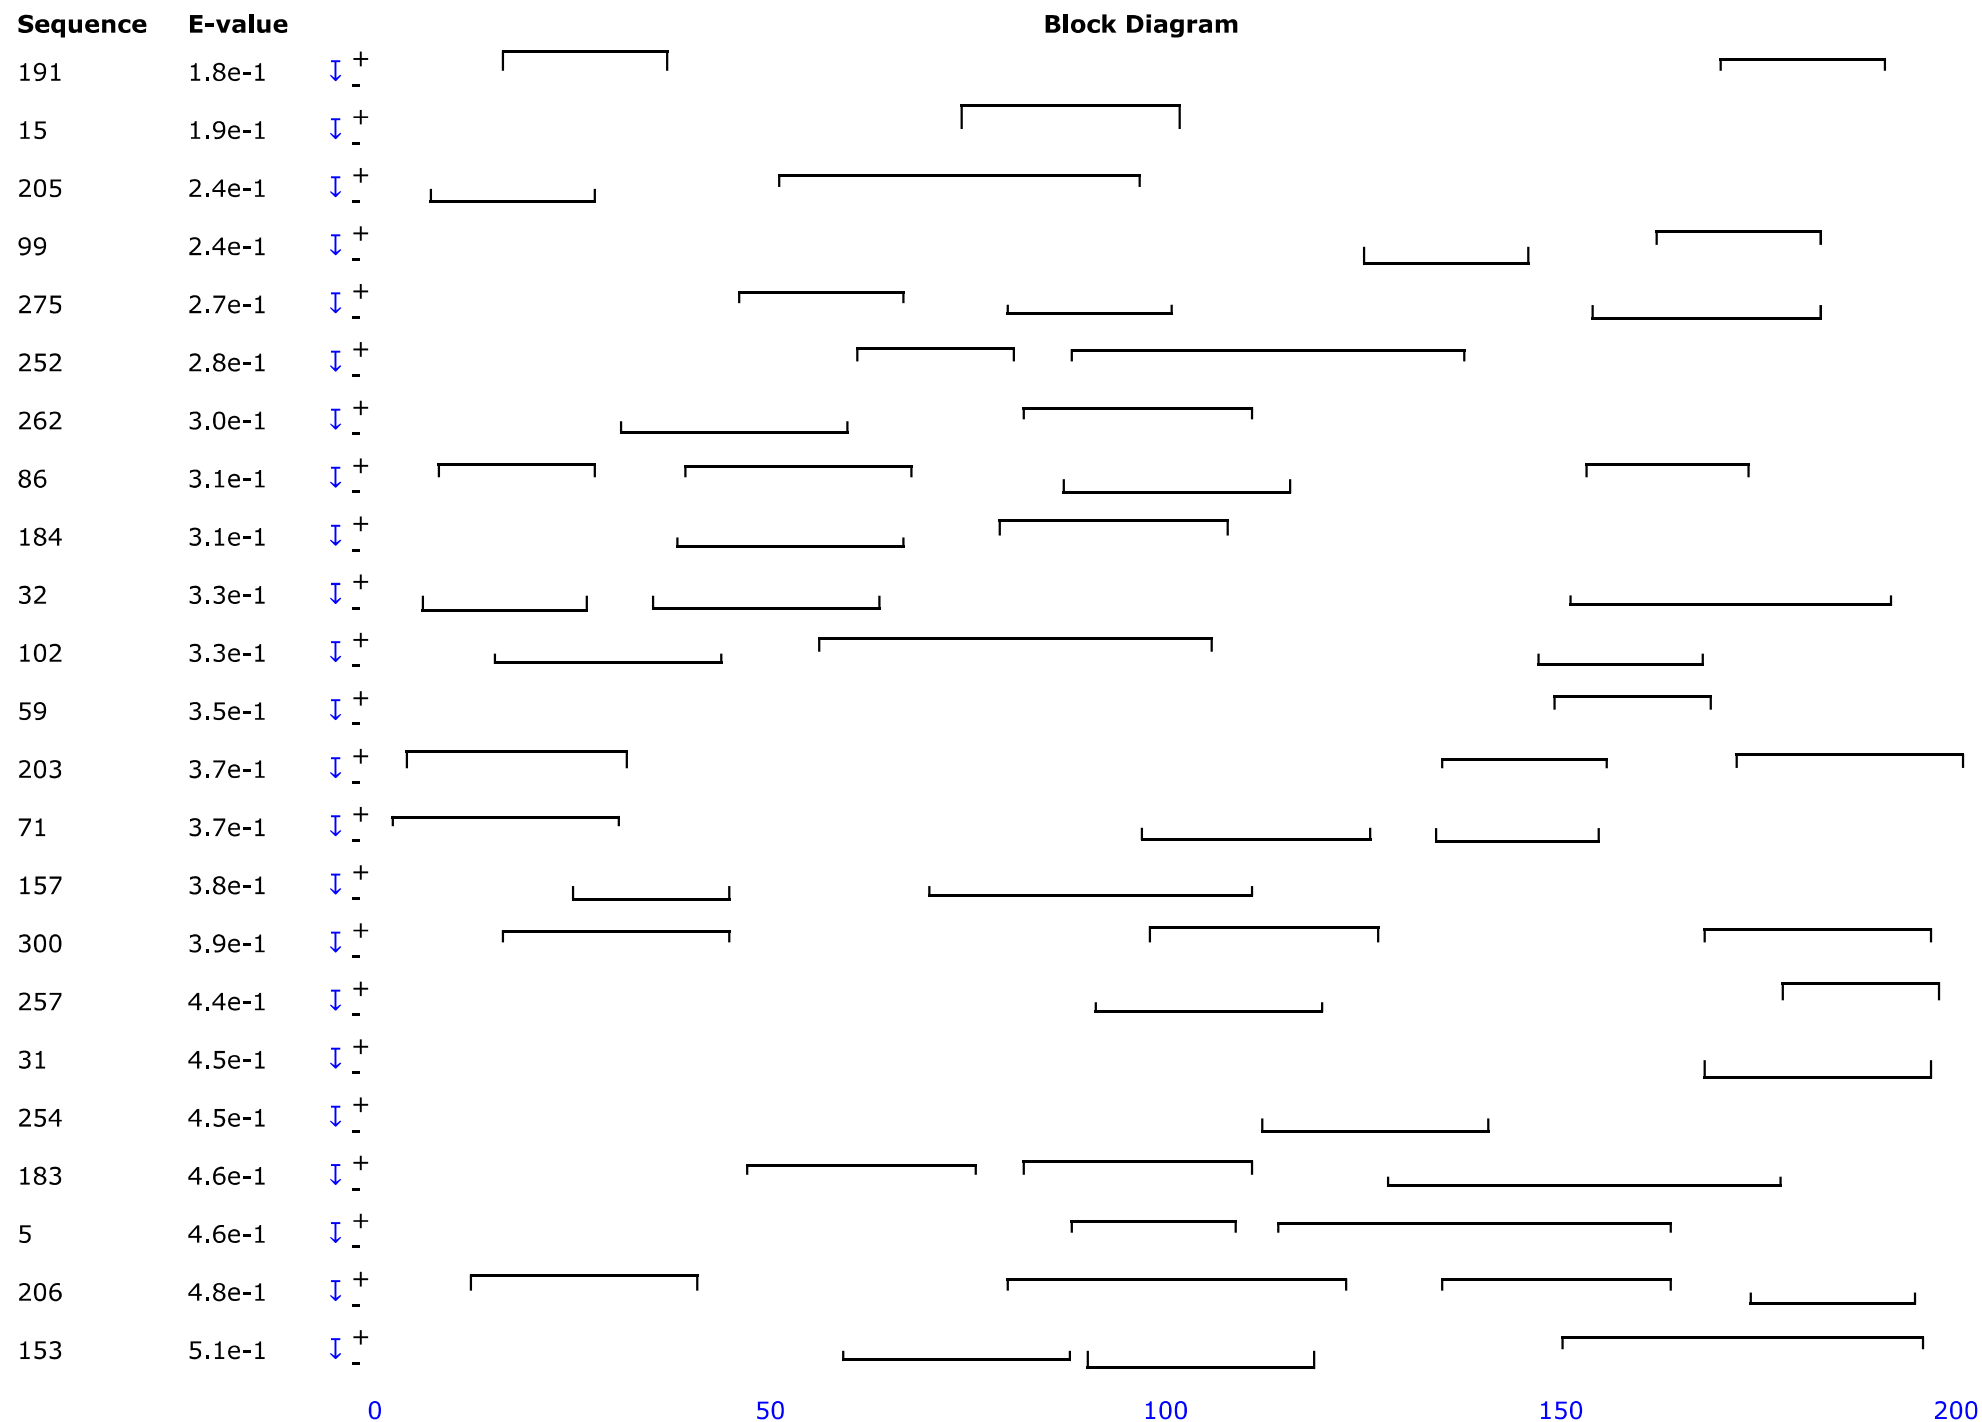 Sequence E-value Block Diagram
191 1.8e-1 ↧ +
-
15 1.9e-1 ↧ +
-
205 2.4e-1 ↧ +
-
99 2.4e-1 ↧ +
-
275 2.7e-1 ↧ +
-
252 2.8e-1 ↧ +
-
262 3.0e-1 ↧ +
-
86 3.1e-1 ↧ +
-
184 3.1e-1 ↧ +
-
32 3.3e-1 ↧ +
-
102 3.3e-1 ↧ +
-
59 3.5e-1 ↧ +
-
203 3.7e-1 ↧ +
-
71 3.7e-1 ↧ +
-
157 3.8e-1 ↧ +
-
300 3.9e-1 ↧ +
-
257 4.4e-1 ↧ +
-
31 4.5e-1 ↧ +
-
254 4.5e-1 ↧ +
-
183 4.6e-1 ↧ +
-
5 4.6e-1 ↧ +
-
206 4.8e-1 ↧ +
-
153 5.1e-1 ↧ +
-
0 50 100 150 200